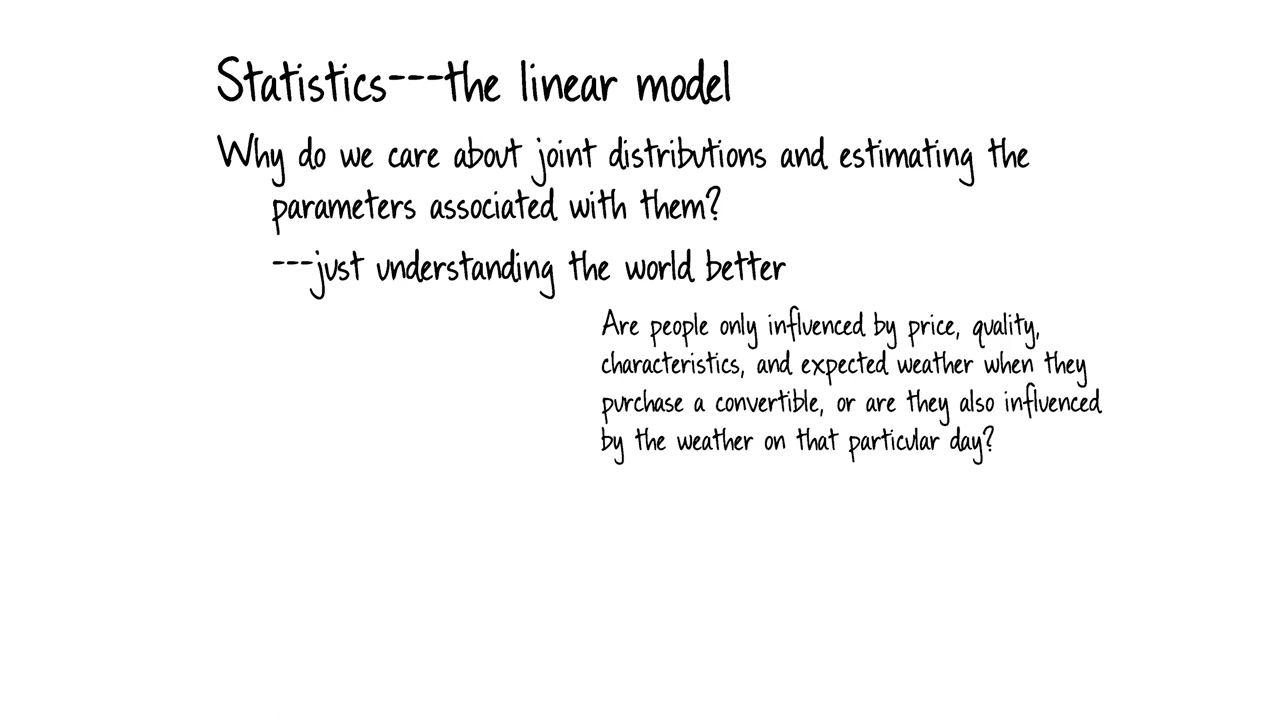 Statistics---the linear model
Why do we care about joint distributions and estimating the
parameters associated with them?
---just understanding the world better
Are people only influenced by price, quality,
characteristics, and expected weather when they
purchase a convertible, or are they also influenced
by the weather on that particular day?